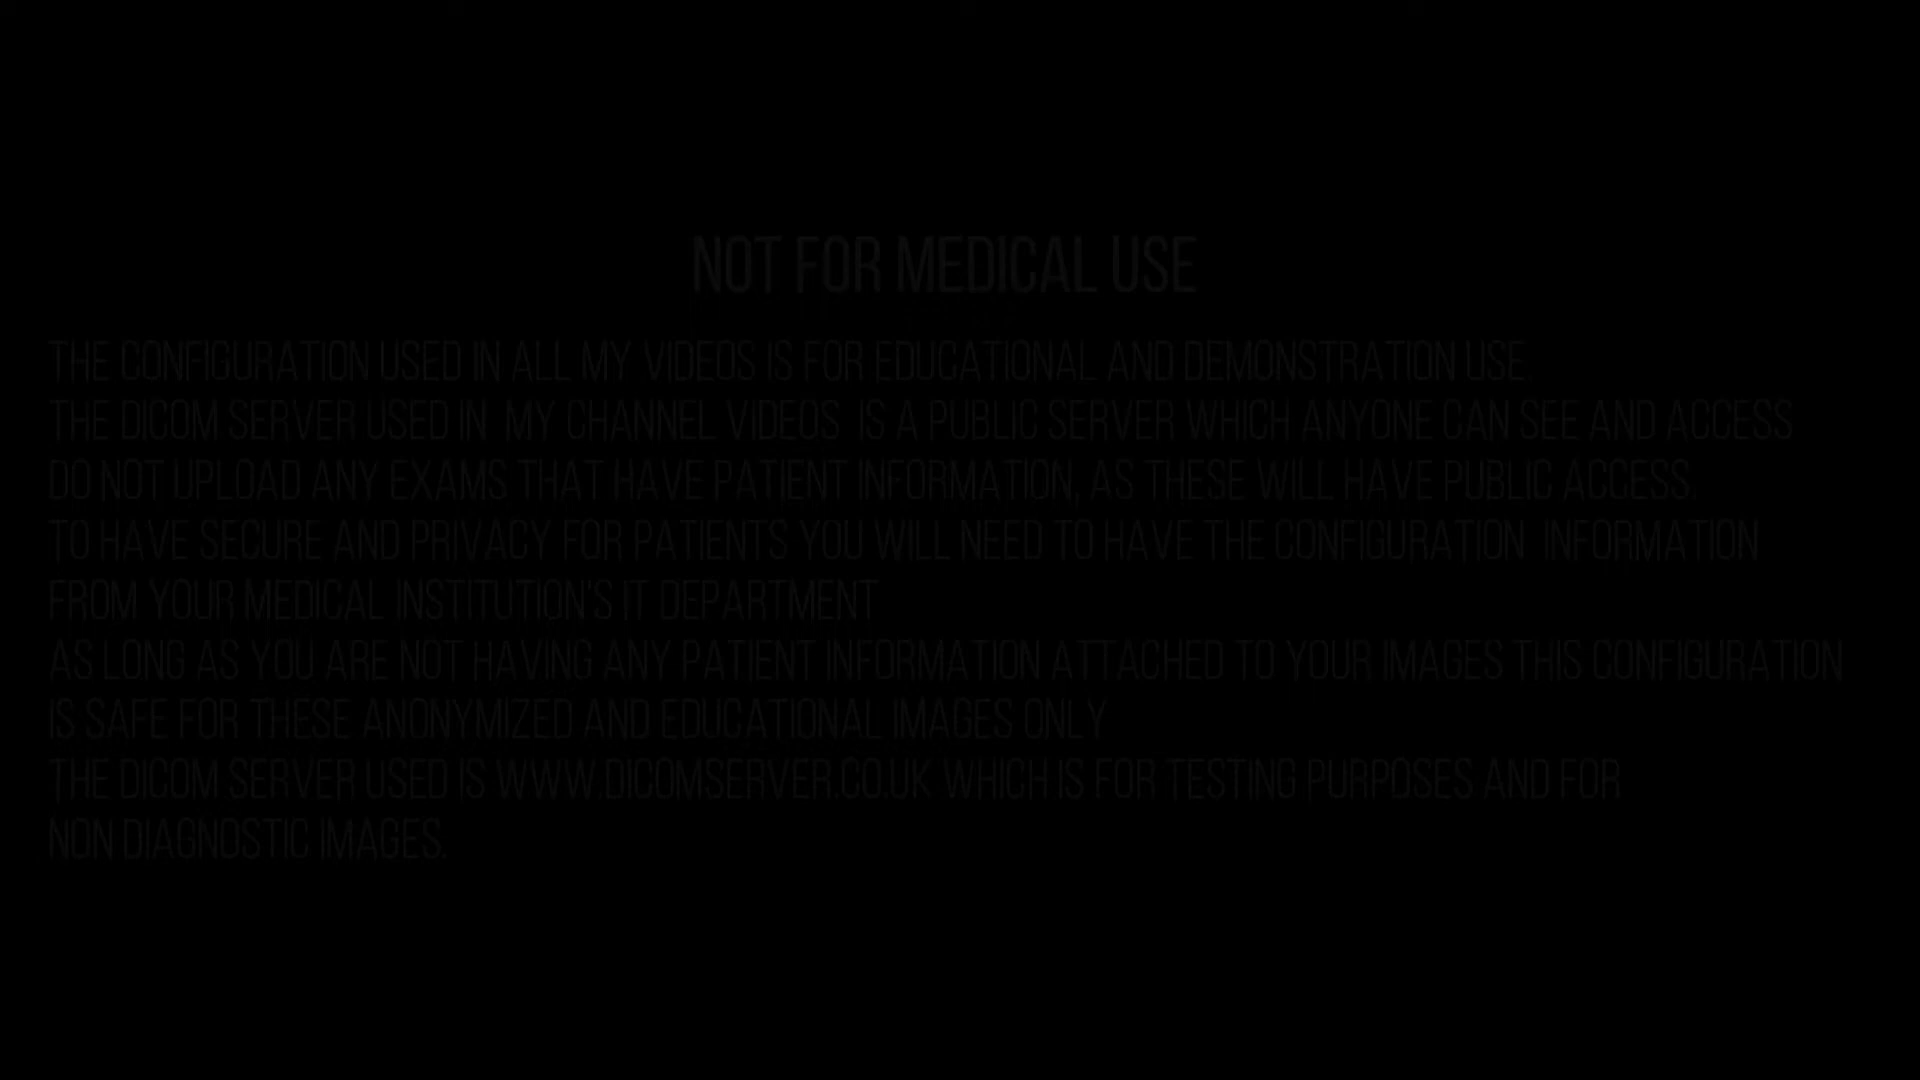 NOT FOR MEDICAL USE
THE CONFIGURATION USED IN ALL MY VIDEOS IS FOR EDUCATIONAL AND DEMONSTRATION USE.
THE DICOM SERVER USED IN MY CHANNEL VIDEOS IS A PUBLIC SERVER WHICH ANYONE CAN SEE AND ACCESS
DO NOT UPLOAD ANY EXAMS THAT HAVE PATIENT INFORMATION, AS THESE WILL HAVE PUBLIC ACCESS.
TO HAVE SECURE AND PRIVACY FOR PATIENTS YOU WILL NEED TO HAVE THE CONFIGURATION INFORMATION
FROM YOUR MEDICAL INSTITUTION'S IT DEPARTMENT
AS LONG AS YOU ARE NOT HAVING ANY PATIENT INFORMATION ATTACHED TO YOUR IMAGES THIS CONFIGURATION
IS SAFE FOR THESE ANONYMIZED AND EDUCATIONAL IMAGES ONLY
THE DICOM SERVER USED IS WWW.DICOMSERVER.CO.UK WHICH IS FOR TESTING PURPOSES AND FOR
NON DIAGNOSTIC IMAGES.